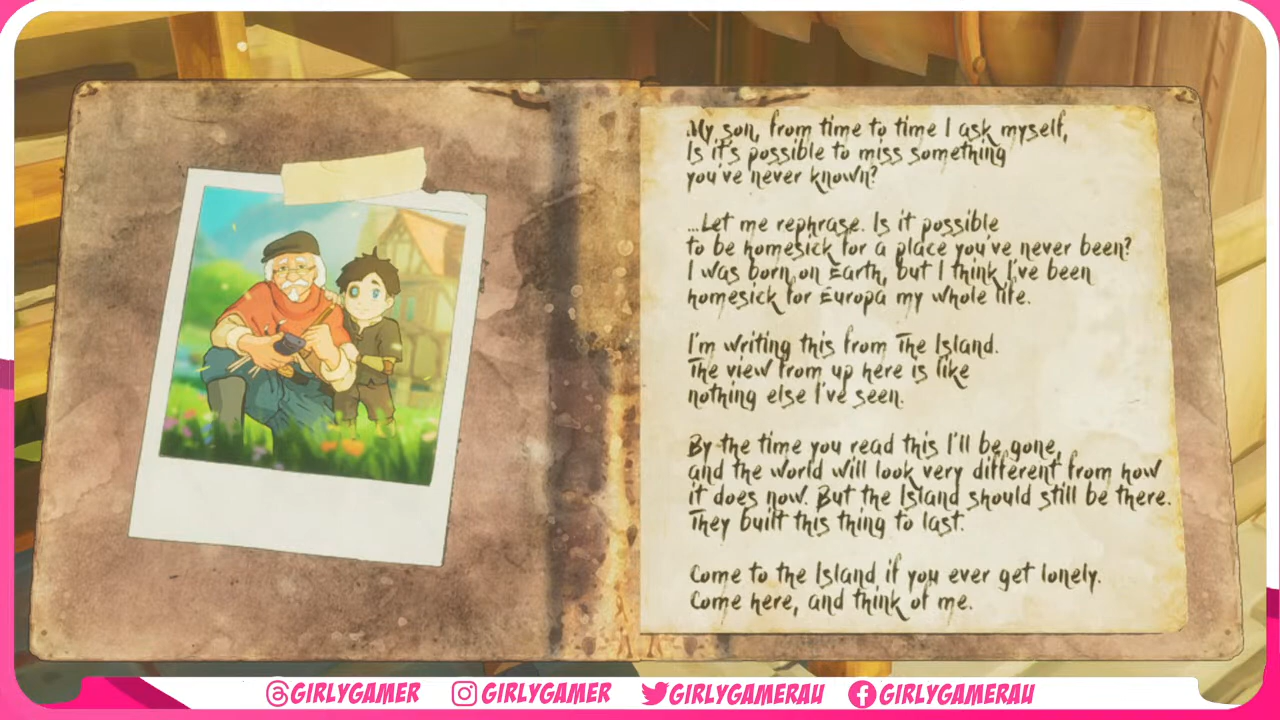 My son, from time to time I ask myself,
Is it's possible to miss something
you've never known?
...Let me rephrase. Is it possible
to be homesick for a place you've never been?
I was born on Earth, but I think I've been
homesick for Europa my whole life.
I'm writing this from The Island.
The view from up here is like
nothing else I've seen.
By the time you read this I'll be gone,
and the world will look very different from how
it does now. But the Island should still be there.
They built this thing to last.
Come to the Island if you ever get lonely.
Come here, and think of me.
@GIRLYGAMER GIRLYGAMER GIRLYGAMERAU GIRLYGAMERAU